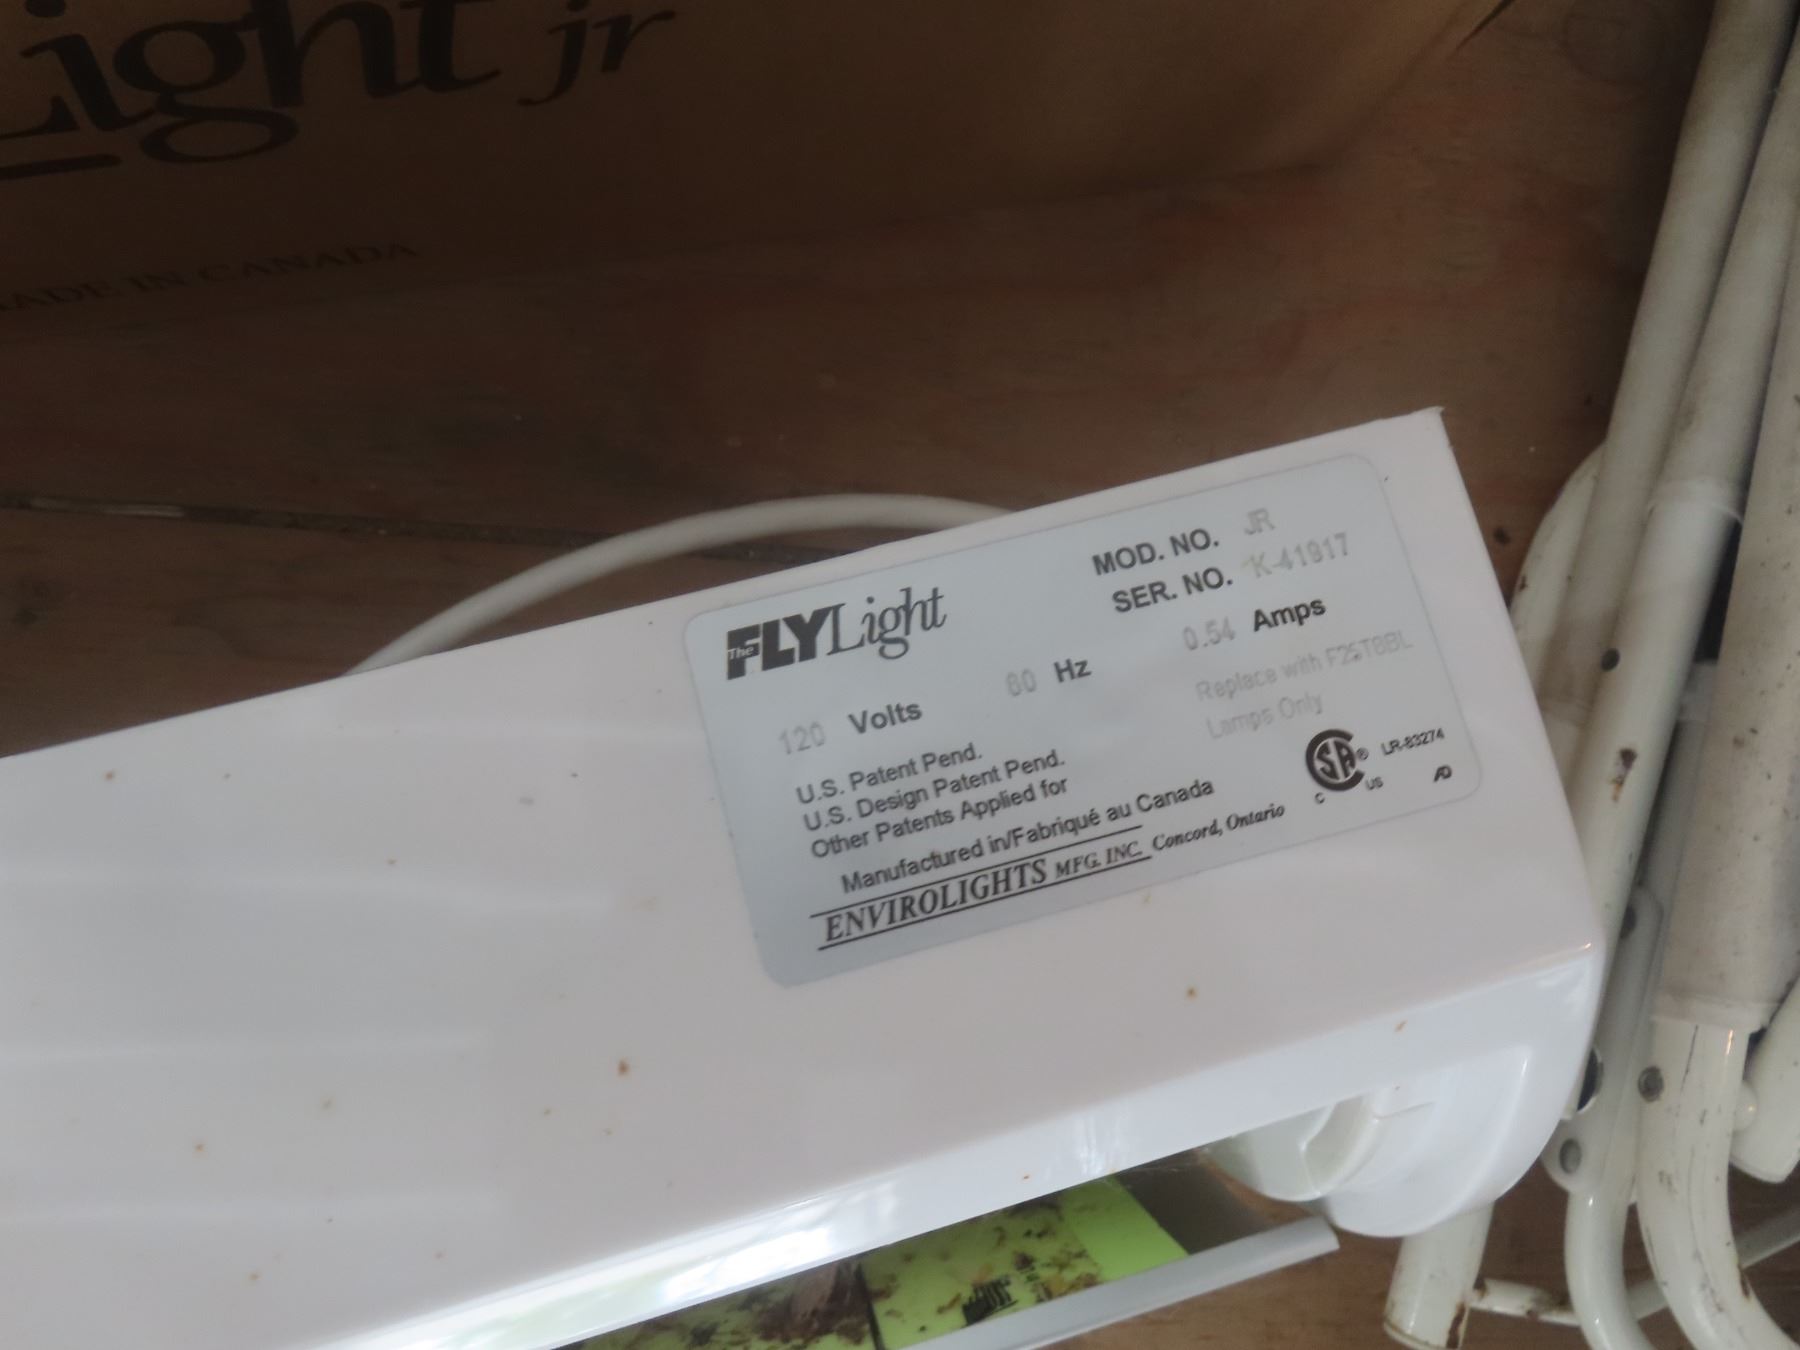 Light jr
MADE IN CANADA
The FLYLight
MOD. NO. JR
SER. NO. K-41917
120 Volts 60 Hz 0.54 Amps
Replace with F25T8BL
Lamps Only
U.S. Patent Pend.
U.S. Design Patent Pend.
Other Patents Applied for
Manufactured in/Fabriqué au Canada
ENVIROLIGHTS MFG. INC. Concord, Ontario
CSA ® LR-83274
C US